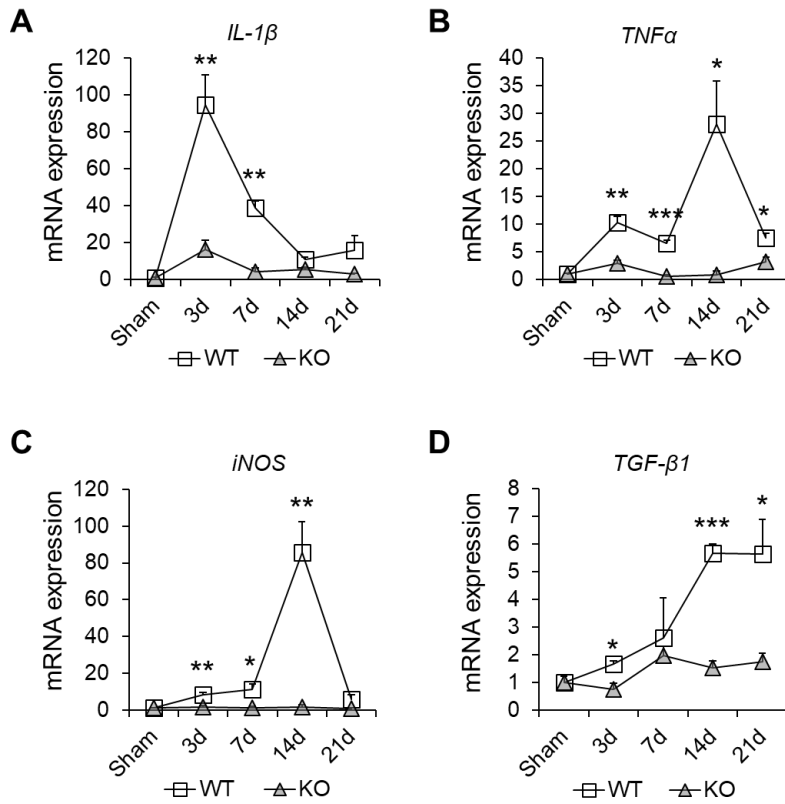 A
IL-1β
mRNA expression
120
100
80
60
40
20
0
**
**
Sham
3d
7d
14d
21d
WT
KO
B
TNFα
mRNA expression
40
35
30
25
20
15
10
5
0
**
***
*
*
Sham
3d
7d
14d
21d
WT
KO
C
iNOS
mRNA expression
120
100
80
60
40
20
0
**
*
**
Sham
3d
7d
14d
21d
WT
KO
D
TGF-β1
mRNA expression
8
7
6
5
4
3
2
1
0
*
***
*
Sham
3d
7d
14d
21d
WT
KO